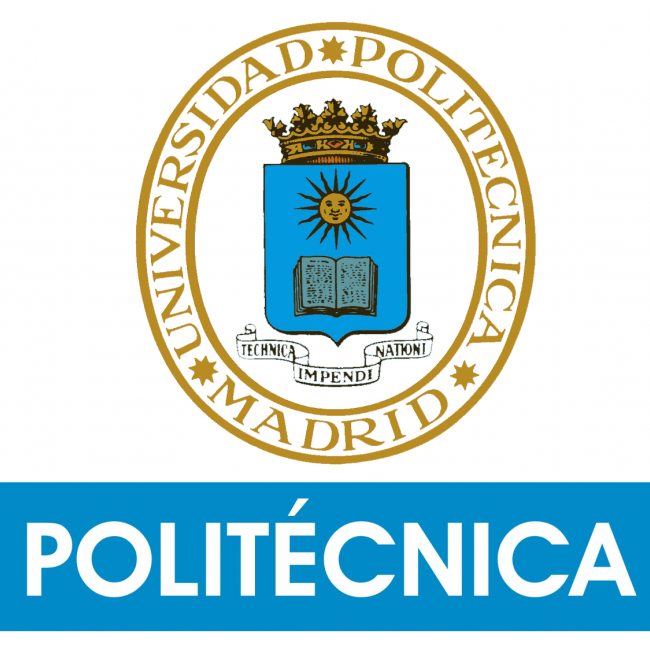 UNIVERSIDAD POLITECNICA
MADRID
TECHNICA IMPENDI NATIONI
POLITÉCNICA